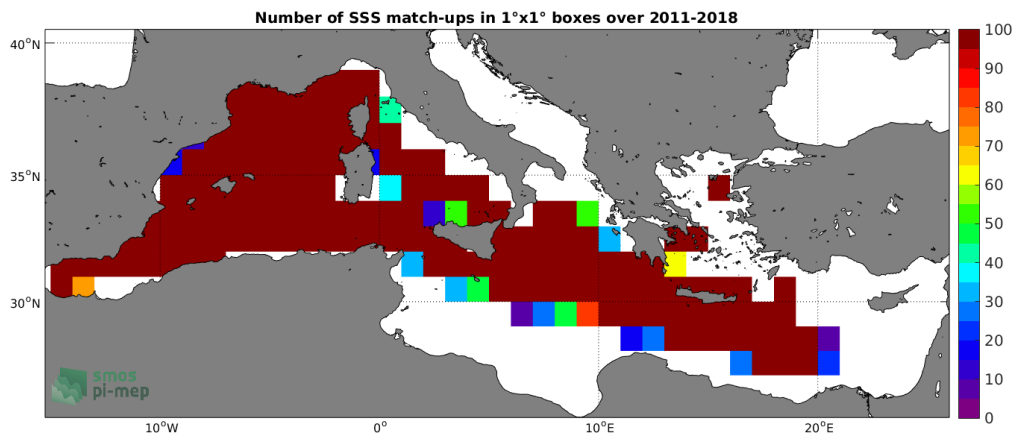 Number of SSS match-ups in 1°x1° boxes over 2011-2018
40°N
35°N
30°N
10°W
0°
10°E
20°E
100
90
80
70
60
50
40
30
20
10
0
smos
pi-mep